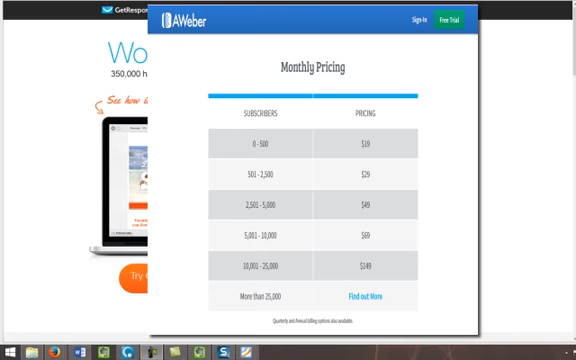 GetRespon
AWeber
Sign-In
Free Trial
Wo
350,000 h
See how i
Monthly Pricing
SUBSCRIBERS PRICING
0 - 500 $19
501 - 2,500 $29
2,501 - 5,000 $49
5,001 - 10,000 $69
10,001 - 25,000 $149
More than 25,000 Find out More
Try
Quarterly and Annual billing options also available.